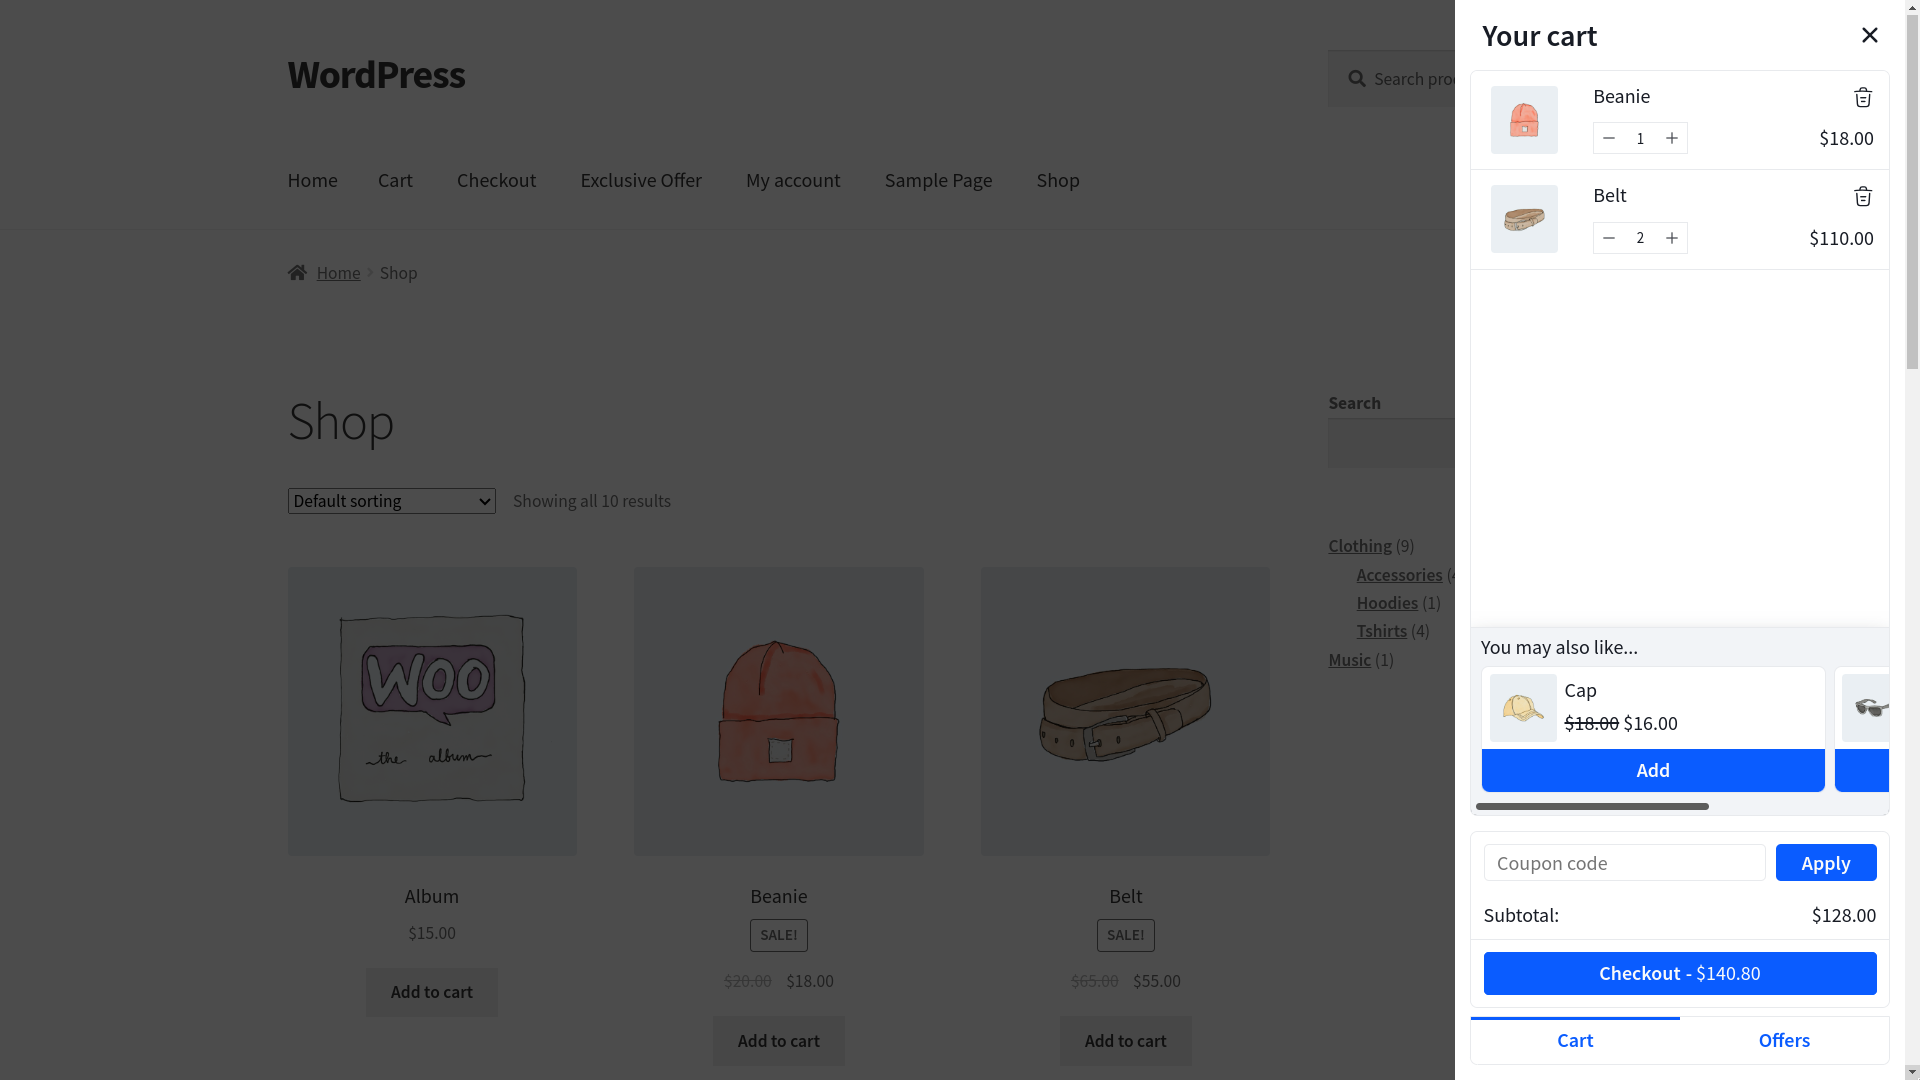 WordPress
Search pro
Home Cart Checkout Exclusive Offer My account Sample Page Shop
Home Shop
Shop
Default sorting Showing all 10 results
WOO
the album
Album
$15.00
Add to cart
Beanie
SALE!
$20.00 $18.00
Add to cart
Belt
SALE!
$65.00 $55.00
Add to cart
Search
Clothing (9)
Accessories (
Hoodies (1)
Tshirts (4)
Music (1)
Your cart
Beanie
1
$18.00
Belt
2
$110.00
You may also like...
Cap
$18.00 $16.00
Add
Coupon code Apply
Subtotal: $128.00
Checkout - $140.80
Cart Offers